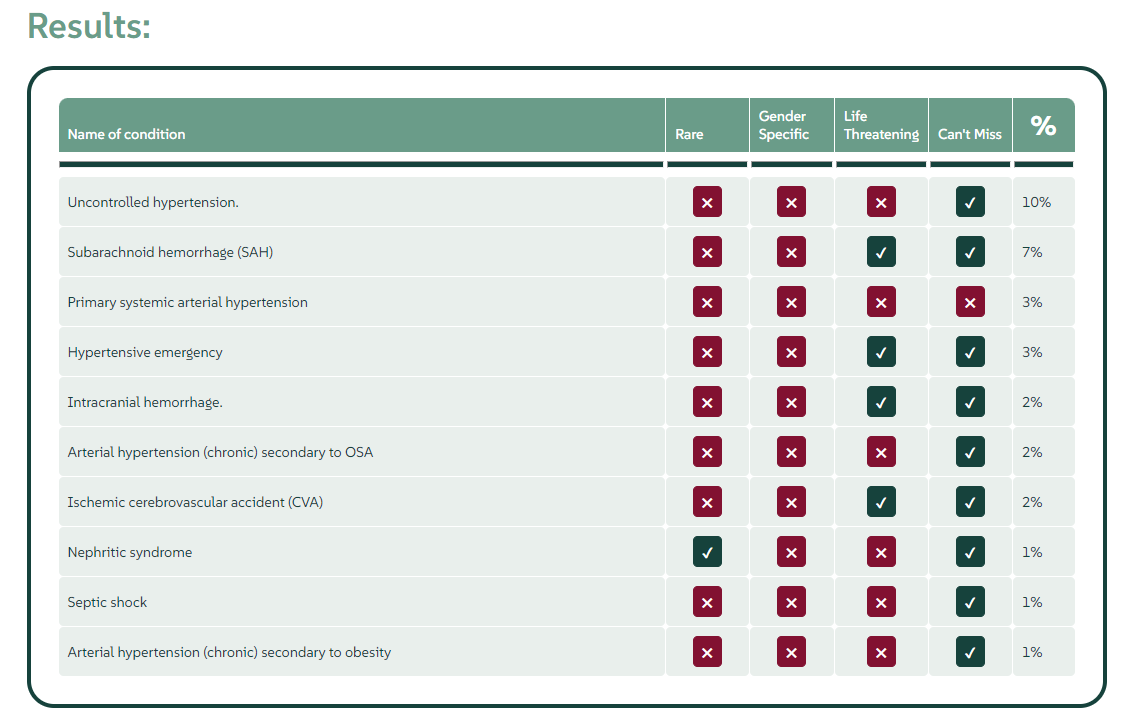 Results:
Name of condition Rare Gender Specific Life Threatening Can't Miss %
Uncontrolled hypertension. 10%
Subarachnoid hemorrhage (SAH) 7%
Primary systemic arterial hypertension 3%
Hypertensive emergency 3%
Intracranial hemorrhage. 2%
Arterial hypertension (chronic) secondary to OSA 2%
Ischemic cerebrovascular accident (CVA) 2%
Nephritic syndrome 1%
Septic shock 1%
Arterial hypertension (chronic) secondary to obesity 1%